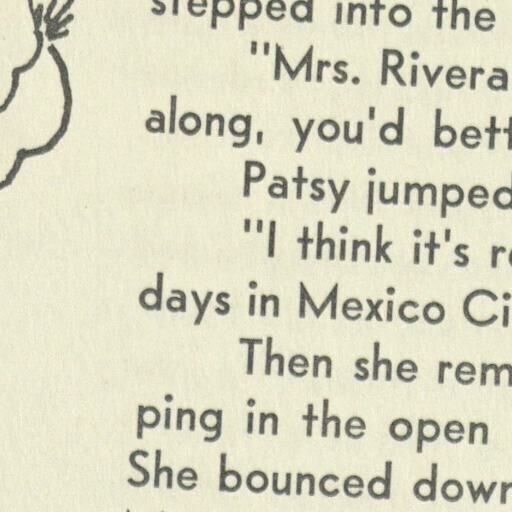 stepped into the
"Mrs. Rivera
along, you'd bett
Patsy jumped
"I think it's r
days in Mexico Ci
Then she rem
ping in the open
She bounced down